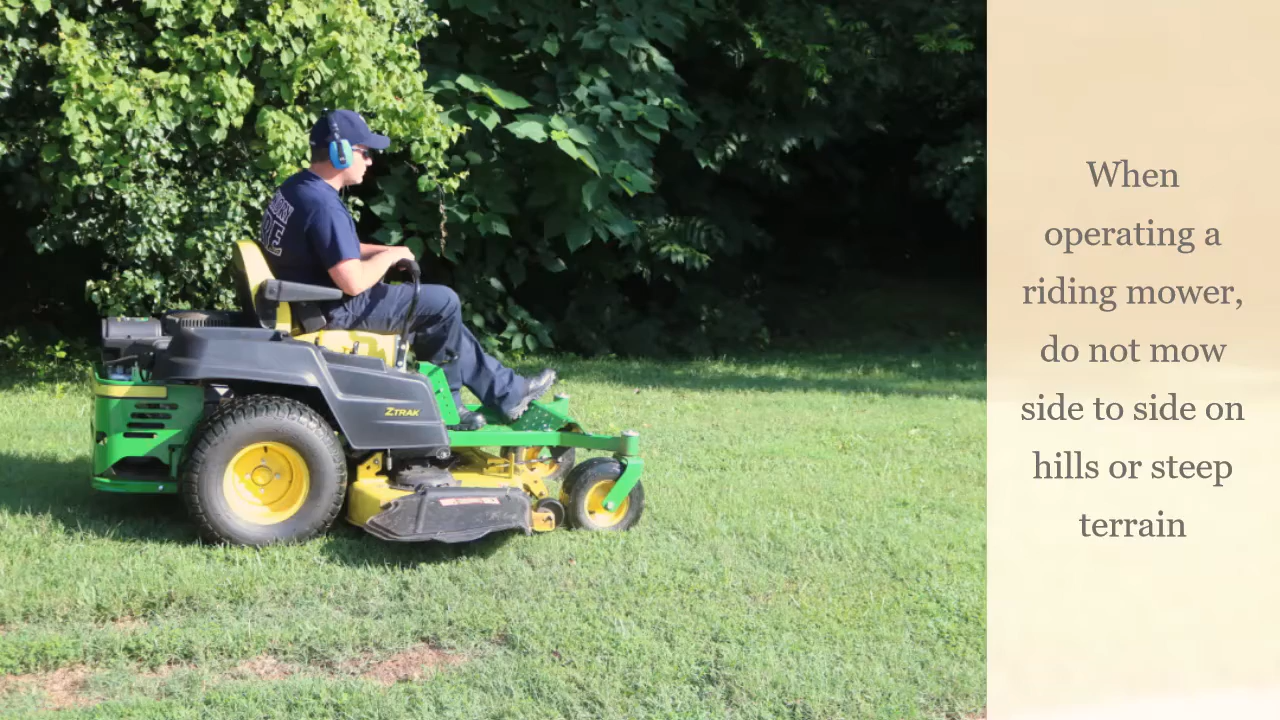 When
operating a
riding mower,
do not mow
side to side on
hills or steep
terrain
ZTRAK